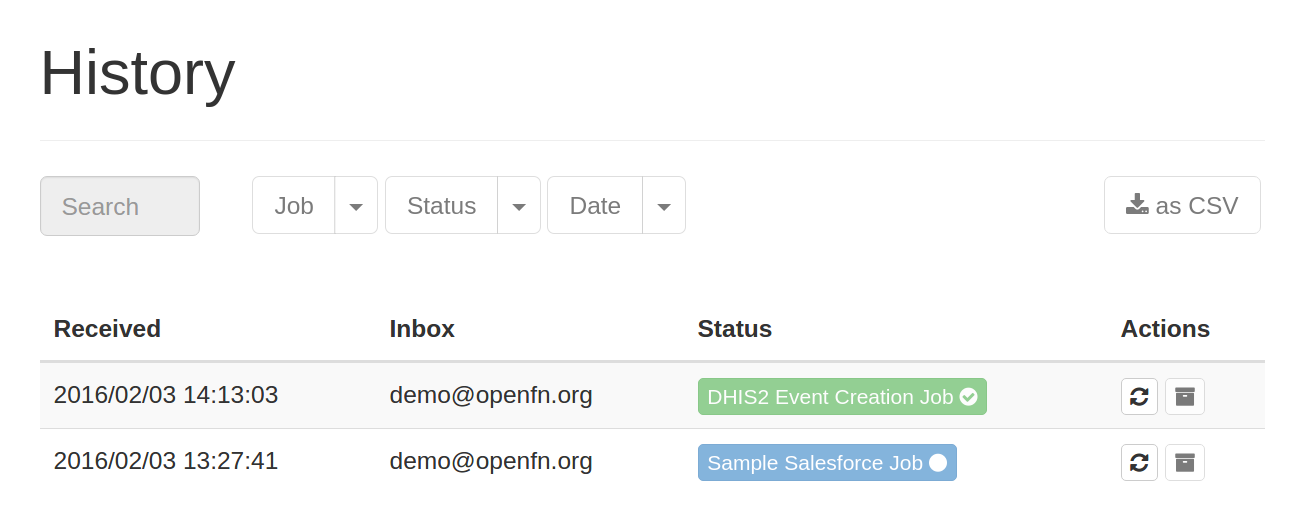 History
Search Job Status Date as CSV
Received Inbox Status Actions
2016/02/03 14:13:03 demo@openfn.org DHIS2 Event Creation Job
2016/02/03 13:27:41 demo@openfn.org Sample Salesforce Job